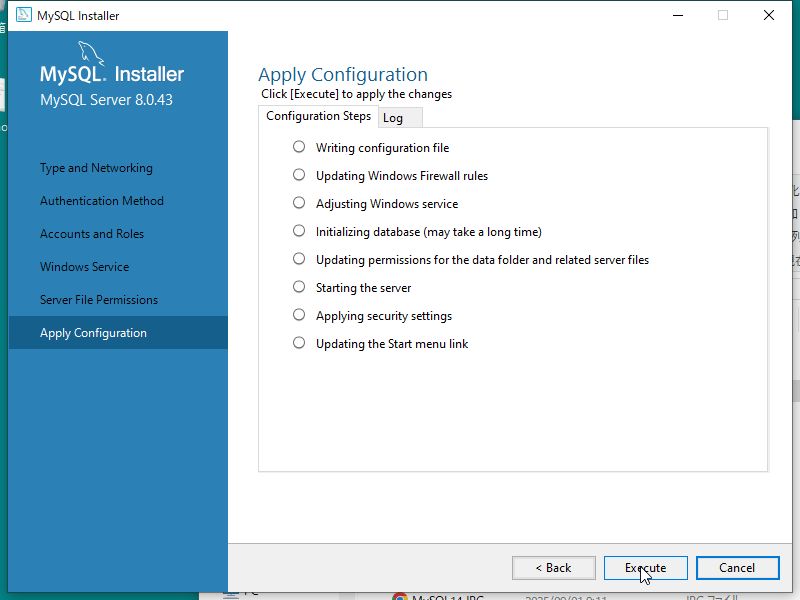 MySQL Installer
MySQL. Installer
MySQL Server 8.0.43
Type and Networking
Authentication Method
Accounts and Roles
Windows Service
Server File Permissions
Apply Configuration
Apply Configuration
Click [Execute] to apply the changes
Configuration Steps
Log
Writing configuration file
Updating Windows Firewall rules
Adjusting Windows service
Initializing database (may take a long time)
Updating permissions for the data folder and related server files
Starting the server
Applying security settings
Updating the Start menu link
< Back
Execute
Cancel